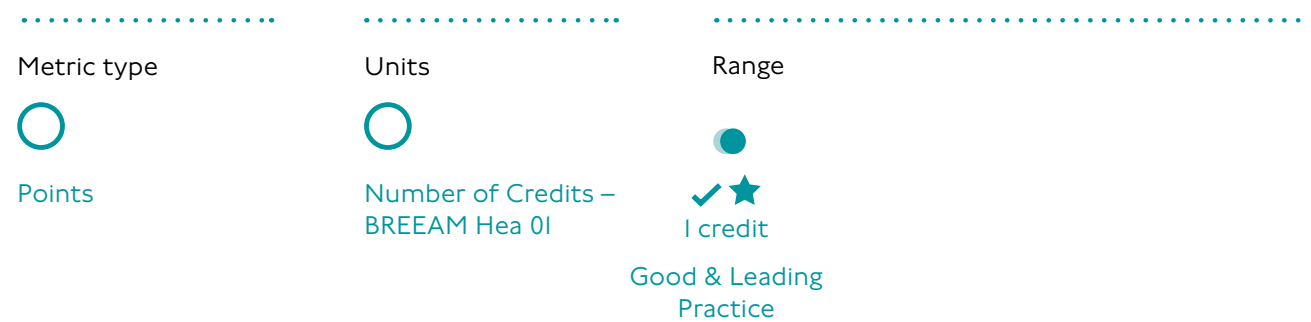 Metric type
Units
Range
Points
Number of Credits –
BREEAM Hea 01
1 credit
Good & Leading
Practice